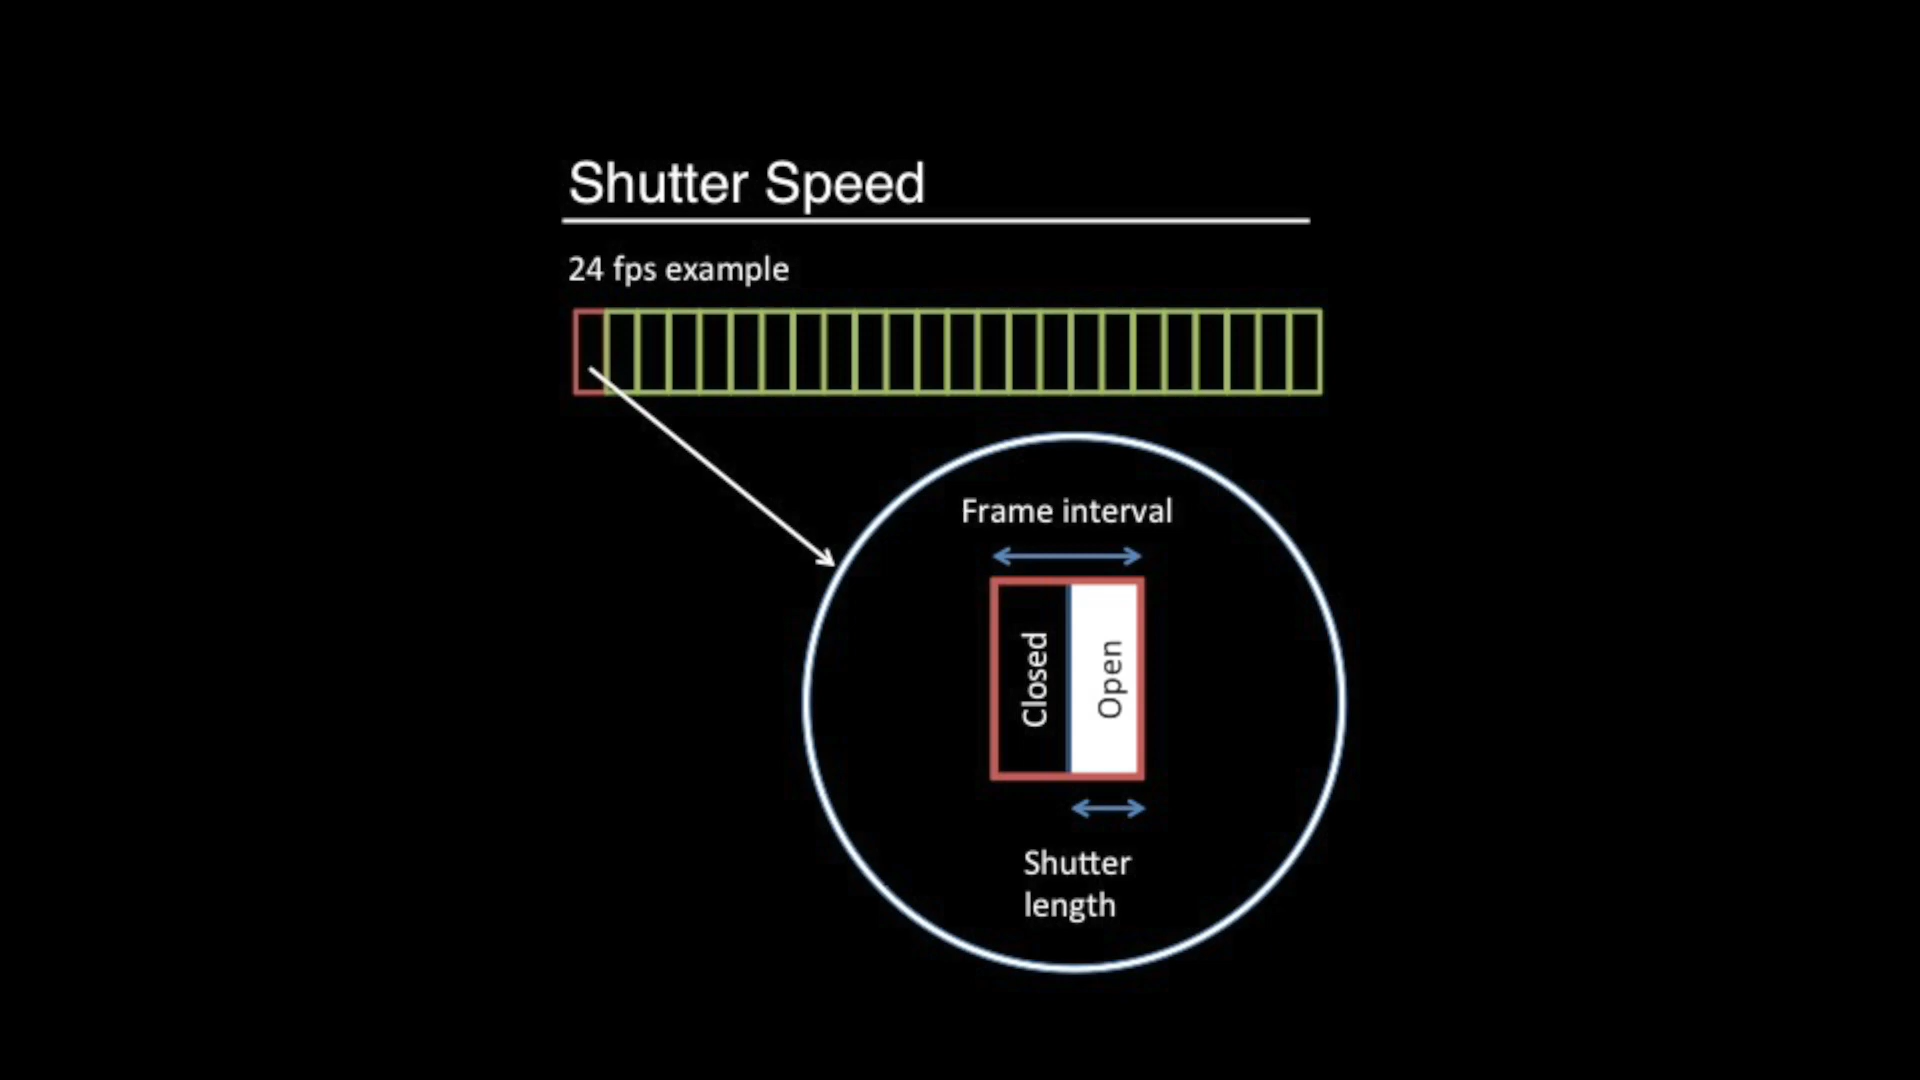 Shutter Speed
24 fps example
Frame interval
Closed
Open
Shutter
length